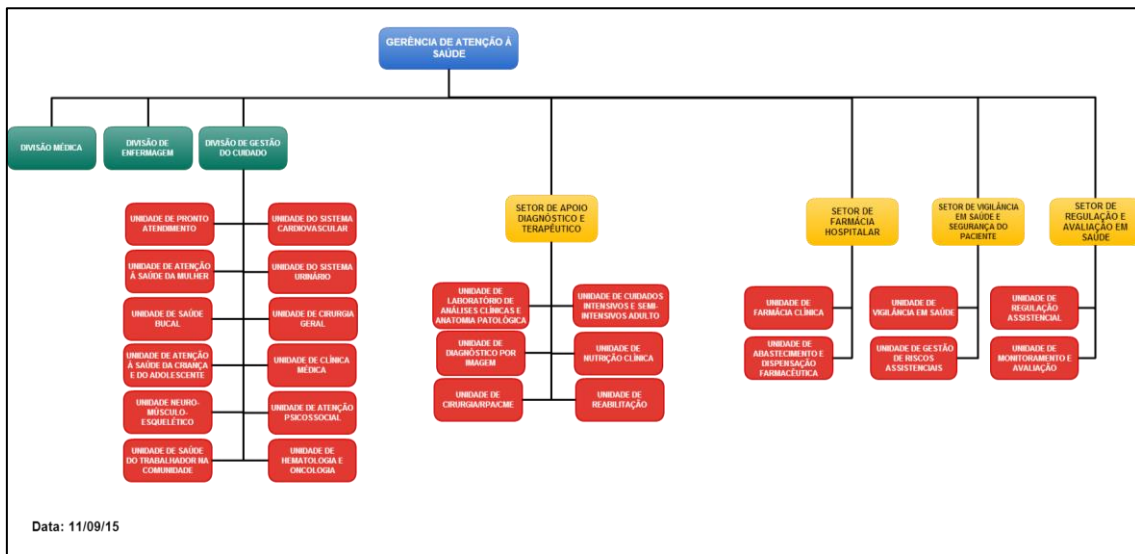 GERÊNCIA DE ATENÇÃO À
SAÚDE
DIVISÃO MÉDICA
DIVISÃO DE
ENFERMAGEM
DIVISÃO DE GESTÃO
DO CUIDADO
SETOR DE APOIO
DIAGNÓSTICO E
TERAPÊUTICO
SETOR DE
FARMÁCIA
HOSPITALAR
SETOR DE VIGILÂNCIA
EM SAÚDE E
SEGURANÇA DO
PACIENTE
SETOR DE
REGULAÇÃO E
AVALIAÇÃO EM
SAÚDE
UNIDADE DE PRONTO
ATENDIMENTO
UNIDADE DO SISTEMA
CARDIOVASCULAR
UNIDADE DE ATENÇÃO
À SAÚDE DA MULHER
UNIDADE DO SISTEMA
URINÁRIO
UNIDADE DE SAÚDE
BUCAL
UNIDADE DE CIRURGIA
GERAL
UNIDADE DE ATENÇÃO
À SAÚDE DA CRIANÇA
E DO ADOLESCENTE
UNIDADE DE CLÍNICA
MÉDICA
UNIDADE NEURO-
MÚSCULO-
ESQUELÉTICO
UNIDADE DE ATENÇÃO
PSICOSSOCIAL
UNIDADE DE SAÚDE
DO TRABALHADOR NA
COMUNIDADE
UNIDADE DE
HEMATOLOGIA E
ONCOLOGIA
UNIDADE DE
LABORATÓRIO DE
ANÁLISES CLÍNICAS E
ANATOMIA PATOLÓGICA
UNIDADE DE CUIDADOS
INTENSIVOS E SEMI-
INTENSIVOS ADULTO
UNIDADE DE
DIAGNÓSTICO POR
IMAGEM
UNIDADE DE
NUTRIÇÃO CLÍNICA
UNIDADE DE
CIRURGIA/RPA/CME
UNIDADE DE
REABILITAÇÃO
UNIDADE DE
FARMÁCIA CLÍNICA
UNIDADE DE
ABASTECIMENTO E
DISPENSAÇÃO
FARMACÊUTICA
UNIDADE DE
VIGILÂNCIA EM SAÚDE
UNIDADE DE GESTÃO
DE RISCOS
ASSISTENCIAIS
UNIDADE DE
REGULAÇÃO
ASSISTENCIAL
UNIDADE DE
MONITORAMENTO E
AVALIAÇÃO
Data: 11/09/15